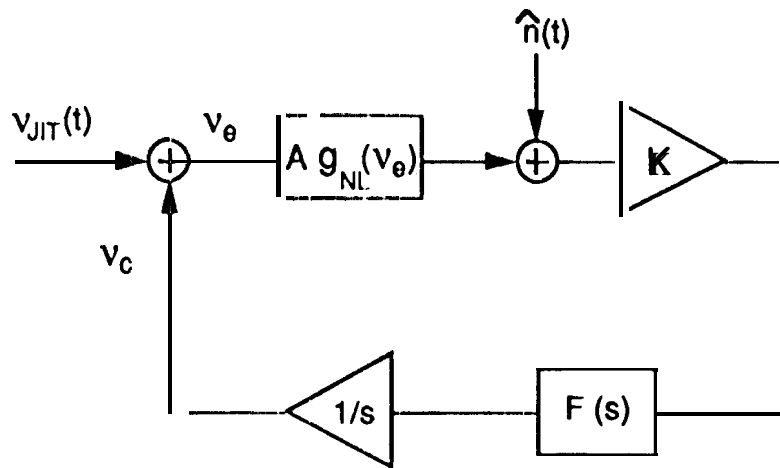 n̂(t)
ν_JIT(t)
ν_e
A g_NL(ν_e)
K
ν_c
1/s
F (s)